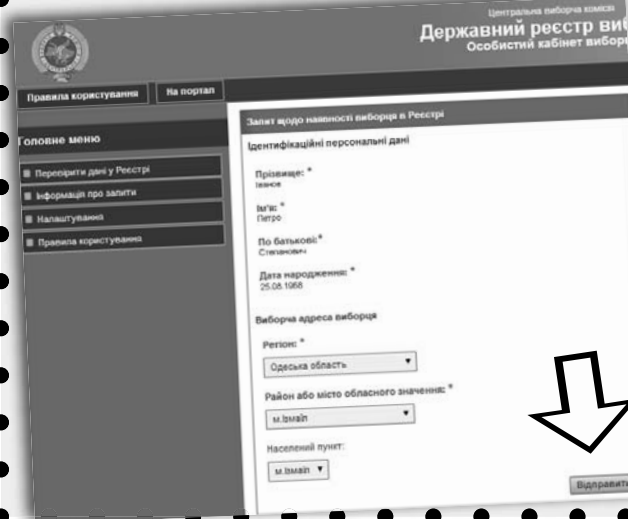 Центральна виборча комісія
Державний реєстр виб
Особистий кабінет виборц
Правила користування
На портал
Головне меню
Перевірити дані у Реєстрі
Інформація про запити
Налаштування
Правила користування
Запит щодо наявності виборця в Реєстрі
Ідентифікаційні персональні дані
Прізвище: *
Іванов
Ім'я: *
Петро
По батькові: *
Степанович
Дата народження: *
25.08.1968
Виборча адреса виборця
Регіон: *
Одеська область
Район або місто обласного значення: *
м.Ізмаїл
Населений пункт:
м.Ізмаїл
Відправити